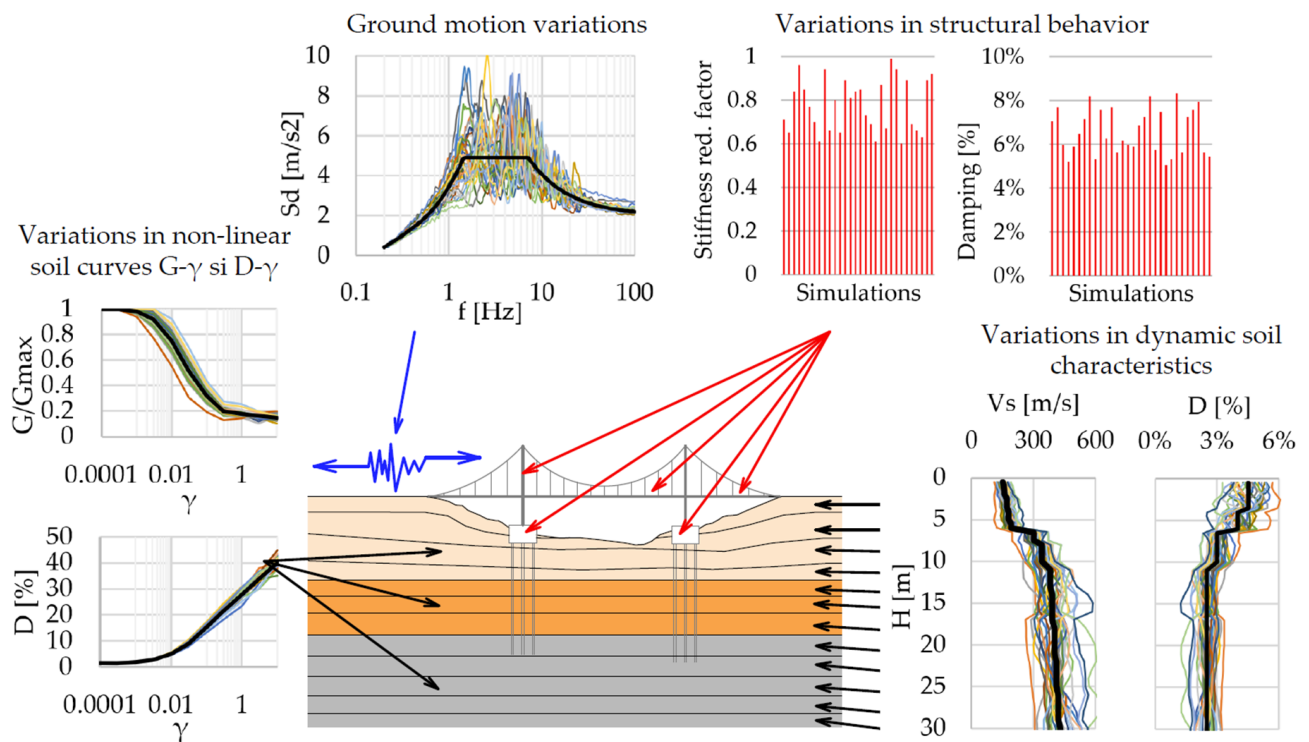 Ground motion variations
10
8
6
4
2
0
Sd [m/s2]
0.1 1 10 100
f [Hz]
Variations in structural behavior
1
0.8
0.6
0.4
0.2
0
Stiffness red. factor
Simulations
10%
8%
6%
4%
2%
0%
Damping [%]
Simulations
Variations in non-linear
soil curves G-γ si D-γ
1
0.8
0.6
0.4
0.2
0
G/Gmax
0.0001 0.01 1
γ
50
40
30
20
10
0
D [%]
0.0001 0.01 1
γ
Variations in dynamic soil
characteristics
Vs [m/s]
0 300 600
D [%]
0% 3% 6%
0
5
10
15
20
25
30
H [m]